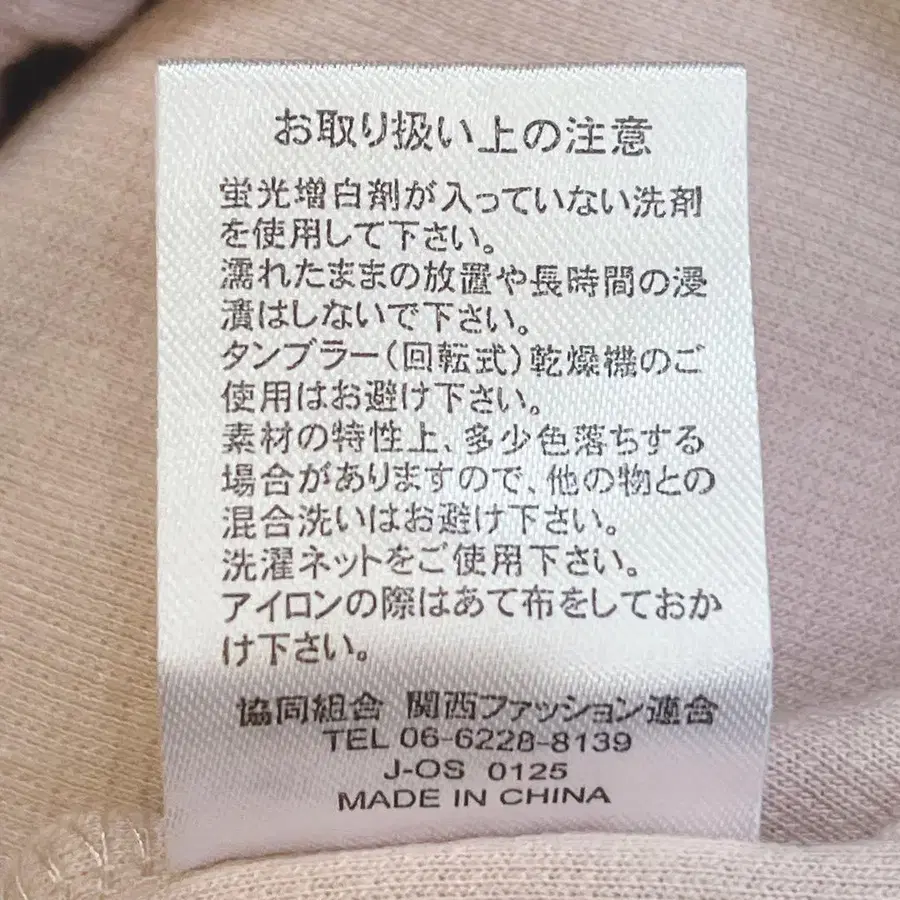 お取り扱い上の注意
蛍光増白剤が入っていない洗剤
を使用して下さい。
濡れたままの放置や長時間の浸
漬はしないで下さい。
タンブラー(回転式)乾燥機のご
使用はお避け下さい。
素材の特性上、多少色落ちする
場合がありますので、他の物との
混合洗いはお避け下さい。
洗濯ネットをご使用下さい。
アイロンの際はあて布をしておか
け下さい。
協同組合 関西ファッション連合
TEL 06-6228-8139
J-OS 0125
MADE IN CHINA